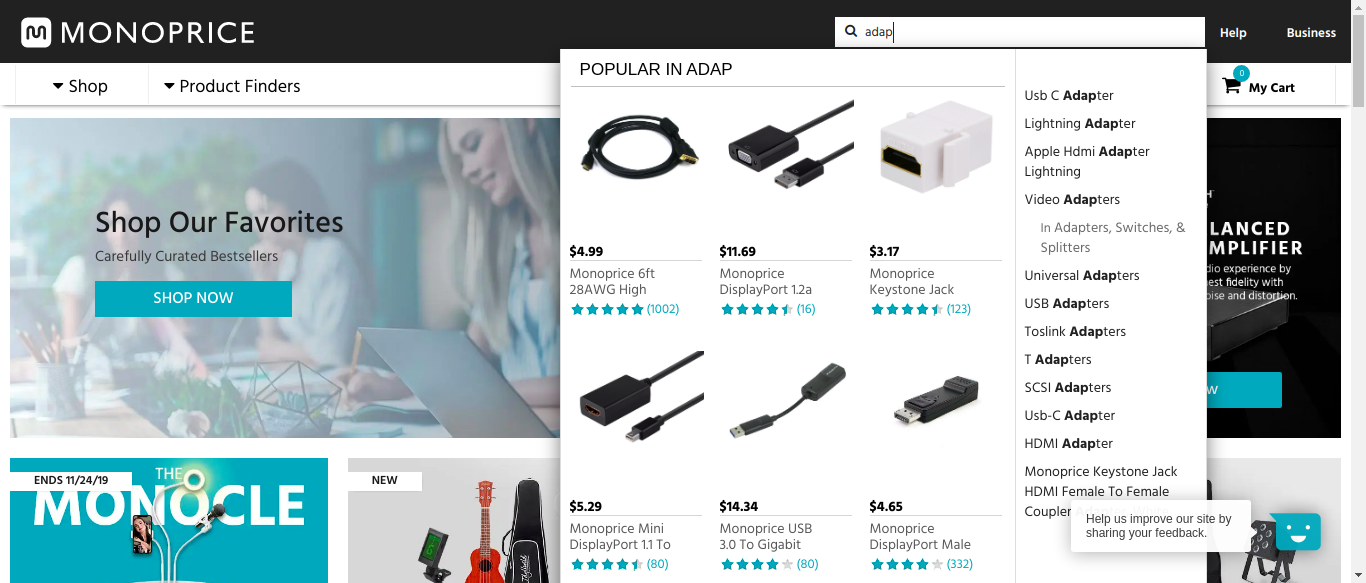 MONOPRICE
adap
Help
Business
Shop
Product Finders
0
My Cart
POPULAR IN ADAP
$4.99
Monoprice 6ft
28AWG High
(1002)
$11.69
Monoprice
DisplayPort 1.2a
(16)
$3.17
Monoprice
Keystone Jack
(123)
$5.29
Monoprice Mini
DisplayPort 1.1 To
(80)
$14.34
Monoprice USB
3.0 To Gigabit
(80)
$4.65
Monoprice
DisplayPort Male
(332)
Usb C Adapter
Lightning Adapter
Apple Hdmi Adapter
Lightning
Video Adapters
In Adapters, Switches, &
Splitters
Universal Adapters
USB Adapters
Toslink Adapters
T Adapters
SCSI Adapters
Usb-C Adapter
HDMI Adapter
Monoprice Keystone Jack
HDMI Female To Female
Coupler
Shop Our Favorites
Carefully Curated Bestsellers
SHOP NOW
LANCED
MPLIFIER
dio experience by
est fidelity with
ise and distortion.
W
ENDS 11/24/19
THE
MONOCLE
NEW
Help us improve our site by
sharing your feedback.